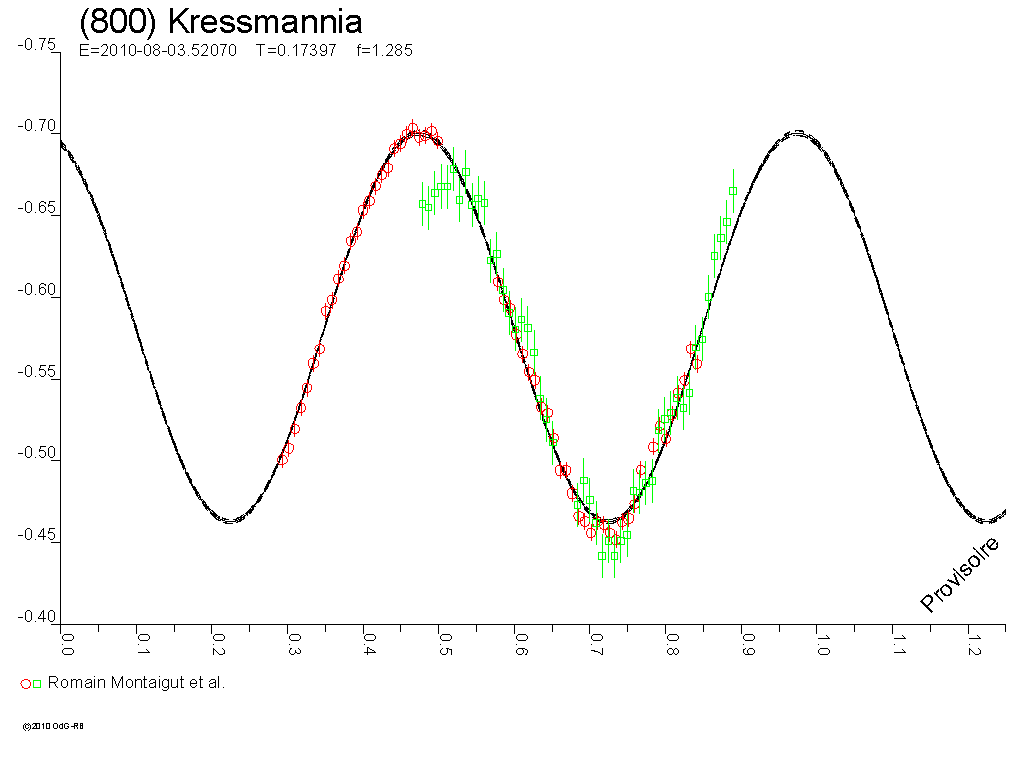 (800) Kressmannia
E=2010-08-03.52070 T=0.17397 f=1.285
-0.75
-0.70
-0.65
-0.60
-0.55
-0.50
-0.45
-0.40
0.0 0.1 0.2 0.3 0.4 0.5 0.6 0.7 0.8 0.9 1.0 1.1 1.2
Provisoire
Romain Montaigut et al.
©2010 OdG-RB